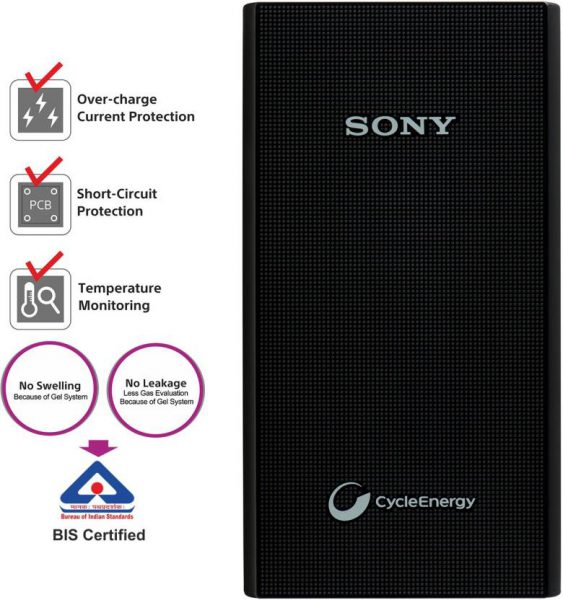 Over-charge
Current Protection
SONY
PCB
Short-Circuit
Protection
Temperature
Monitoring
No Swelling
Because of Gel System
No Leakage
Less Gas Evaluation
Because of Gel System
मानक: पथप्रदर्शक:
Bureau of Indian Standards
BIS Certified
CycleEnergy